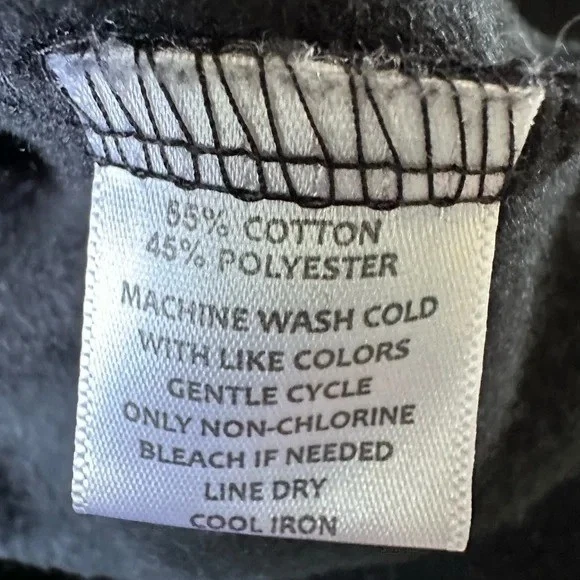 55% COTTON
45% POLYESTER
MACHINE WASH COLD
WITH LIKE COLORS
GENTLE CYCLE
ONLY NON-CHLORINE
BLEACH IF NEEDED
LINE DRY
COOL IRON